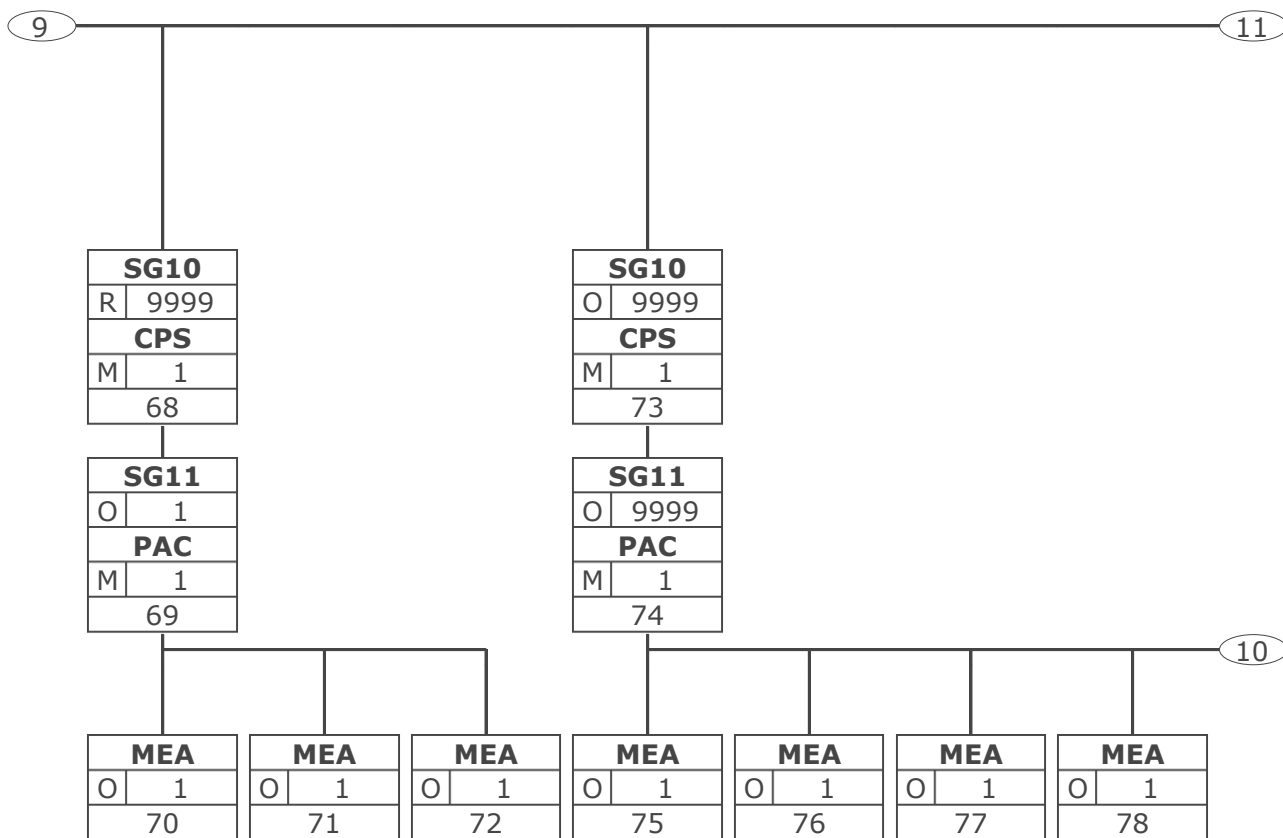 9 11
SG10 SG10
R 9999 O 9999
CPS CPS
M 1 M 1
68 73
SG11 SG11
O 1 O 9999
PAC PAC
M 1 M 1
69 74
10
MEA MEA MEA MEA MEA MEA MEA
O 1 O 1 O 1 O 1 O 1 O 1 O 1
70 71 72 75 76 77 78